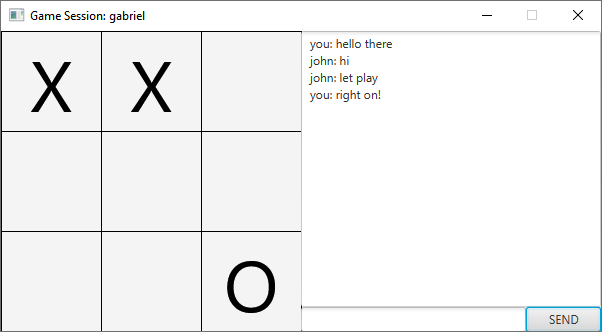 Game Session: gabriel
X X
O
you: hello there
john: hi
john: let play
you: right on!
SEND